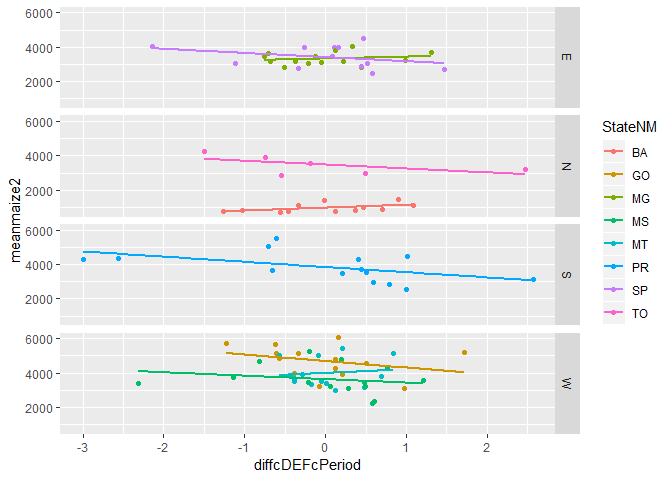 6000
4000
2000
E
6000
4000
2000
N
6000
4000
2000
S
6000
4000
2000
W
-3 -2 -1 0 1 2
diffcDEFcPeriod
meanmaize2
StateNM
BA
GO
MG
MS
MT
PR
SP
TO